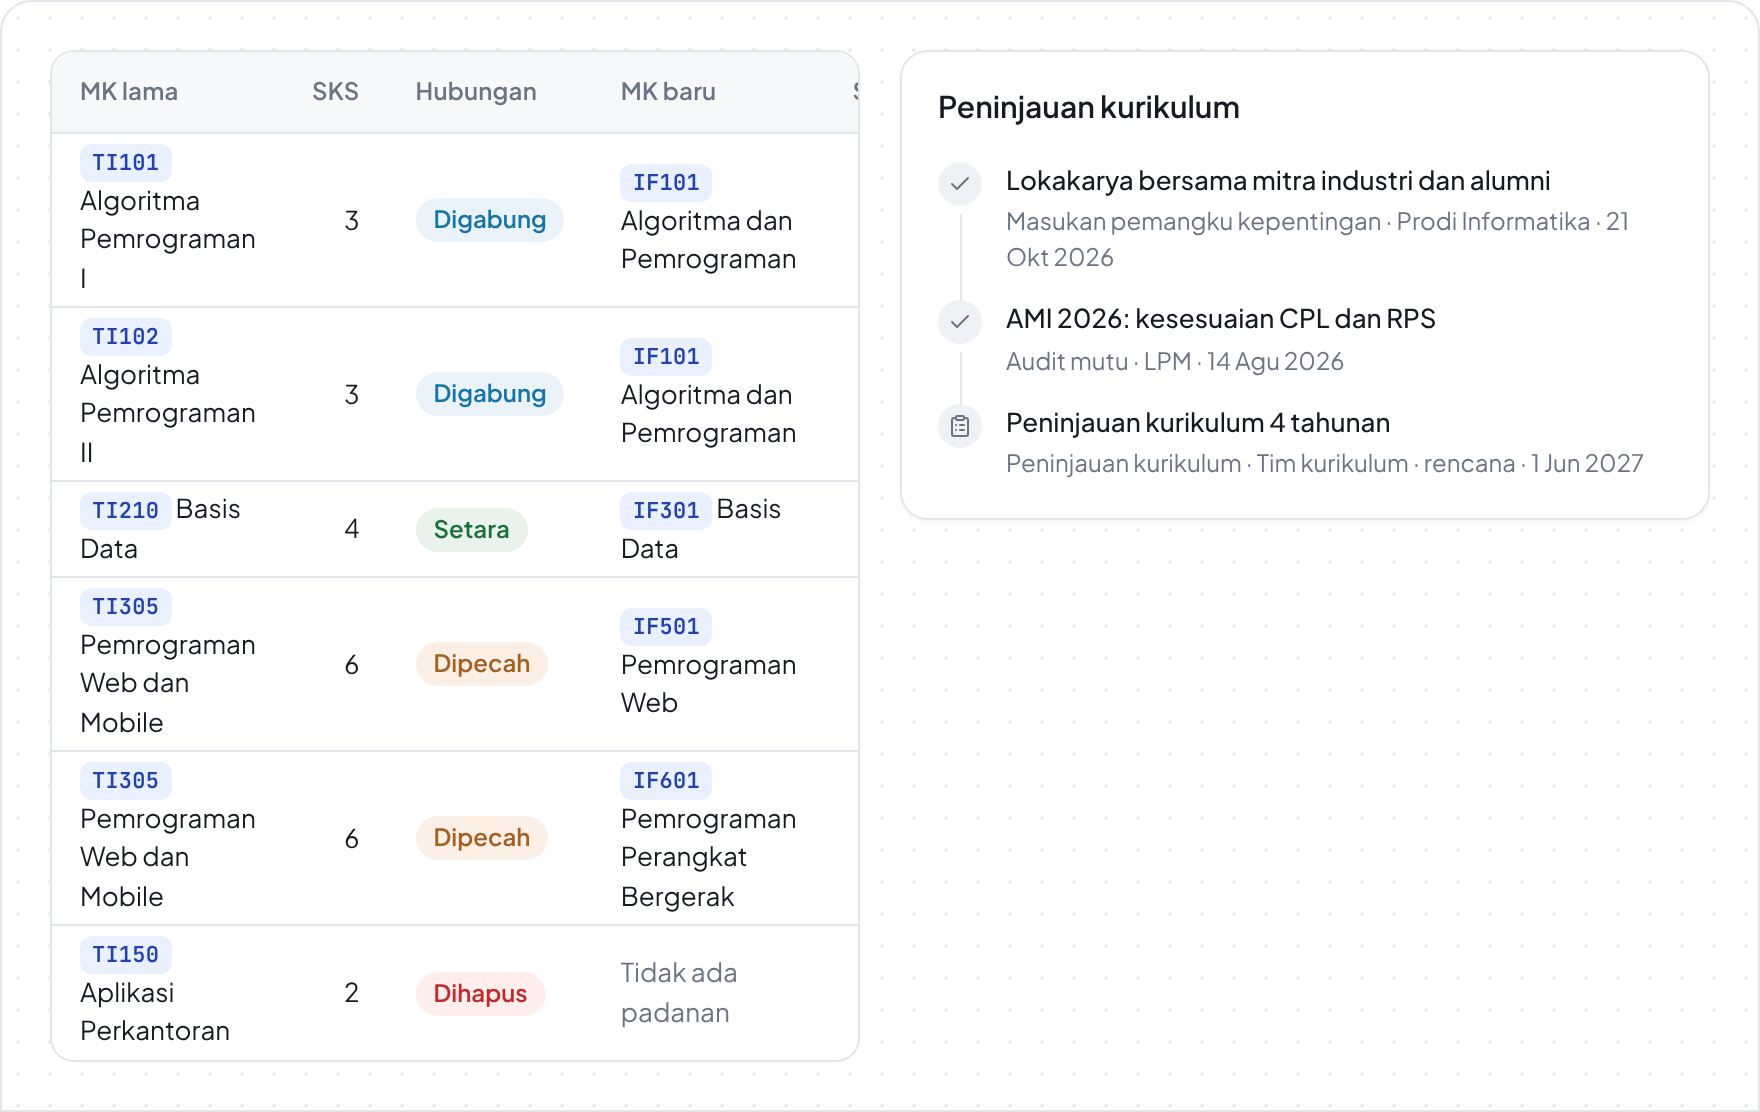 MK lama SKS Hubungan MK baru
TI101
Algoritma
Pemrograman
I
3
Digabung
IF101
Algoritma dan
Pemrograman
TI102
Algoritma
Pemrograman
II
3
Digabung
IF101
Algoritma dan
Pemrograman
TI210 Basis
Data
4
Setara
IF301 Basis
Data
TI305
Pemrograman
Web dan
Mobile
6
Dipecah
IF501
Pemrograman
Web
TI305
Pemrograman
Web dan
Mobile
6
Dipecah
IF601
Pemrograman
Perangkat
Bergerak
TI150
Aplikasi
Perkantoran
2
Dihapus
Tidak ada
padanan
Peninjauan kurikulum
Lokakarya bersama mitra industri dan alumni
Masukan pemangku kepentingan · Prodi Informatika · 21
Okt 2026
AMI 2026: kesesuaian CPL dan RPS
Audit mutu · LPM · 14 Agu 2026
Peninjauan kurikulum 4 tahunan
Peninjauan kurikulum · Tim kurikulum · rencana · 1 Jun 2027